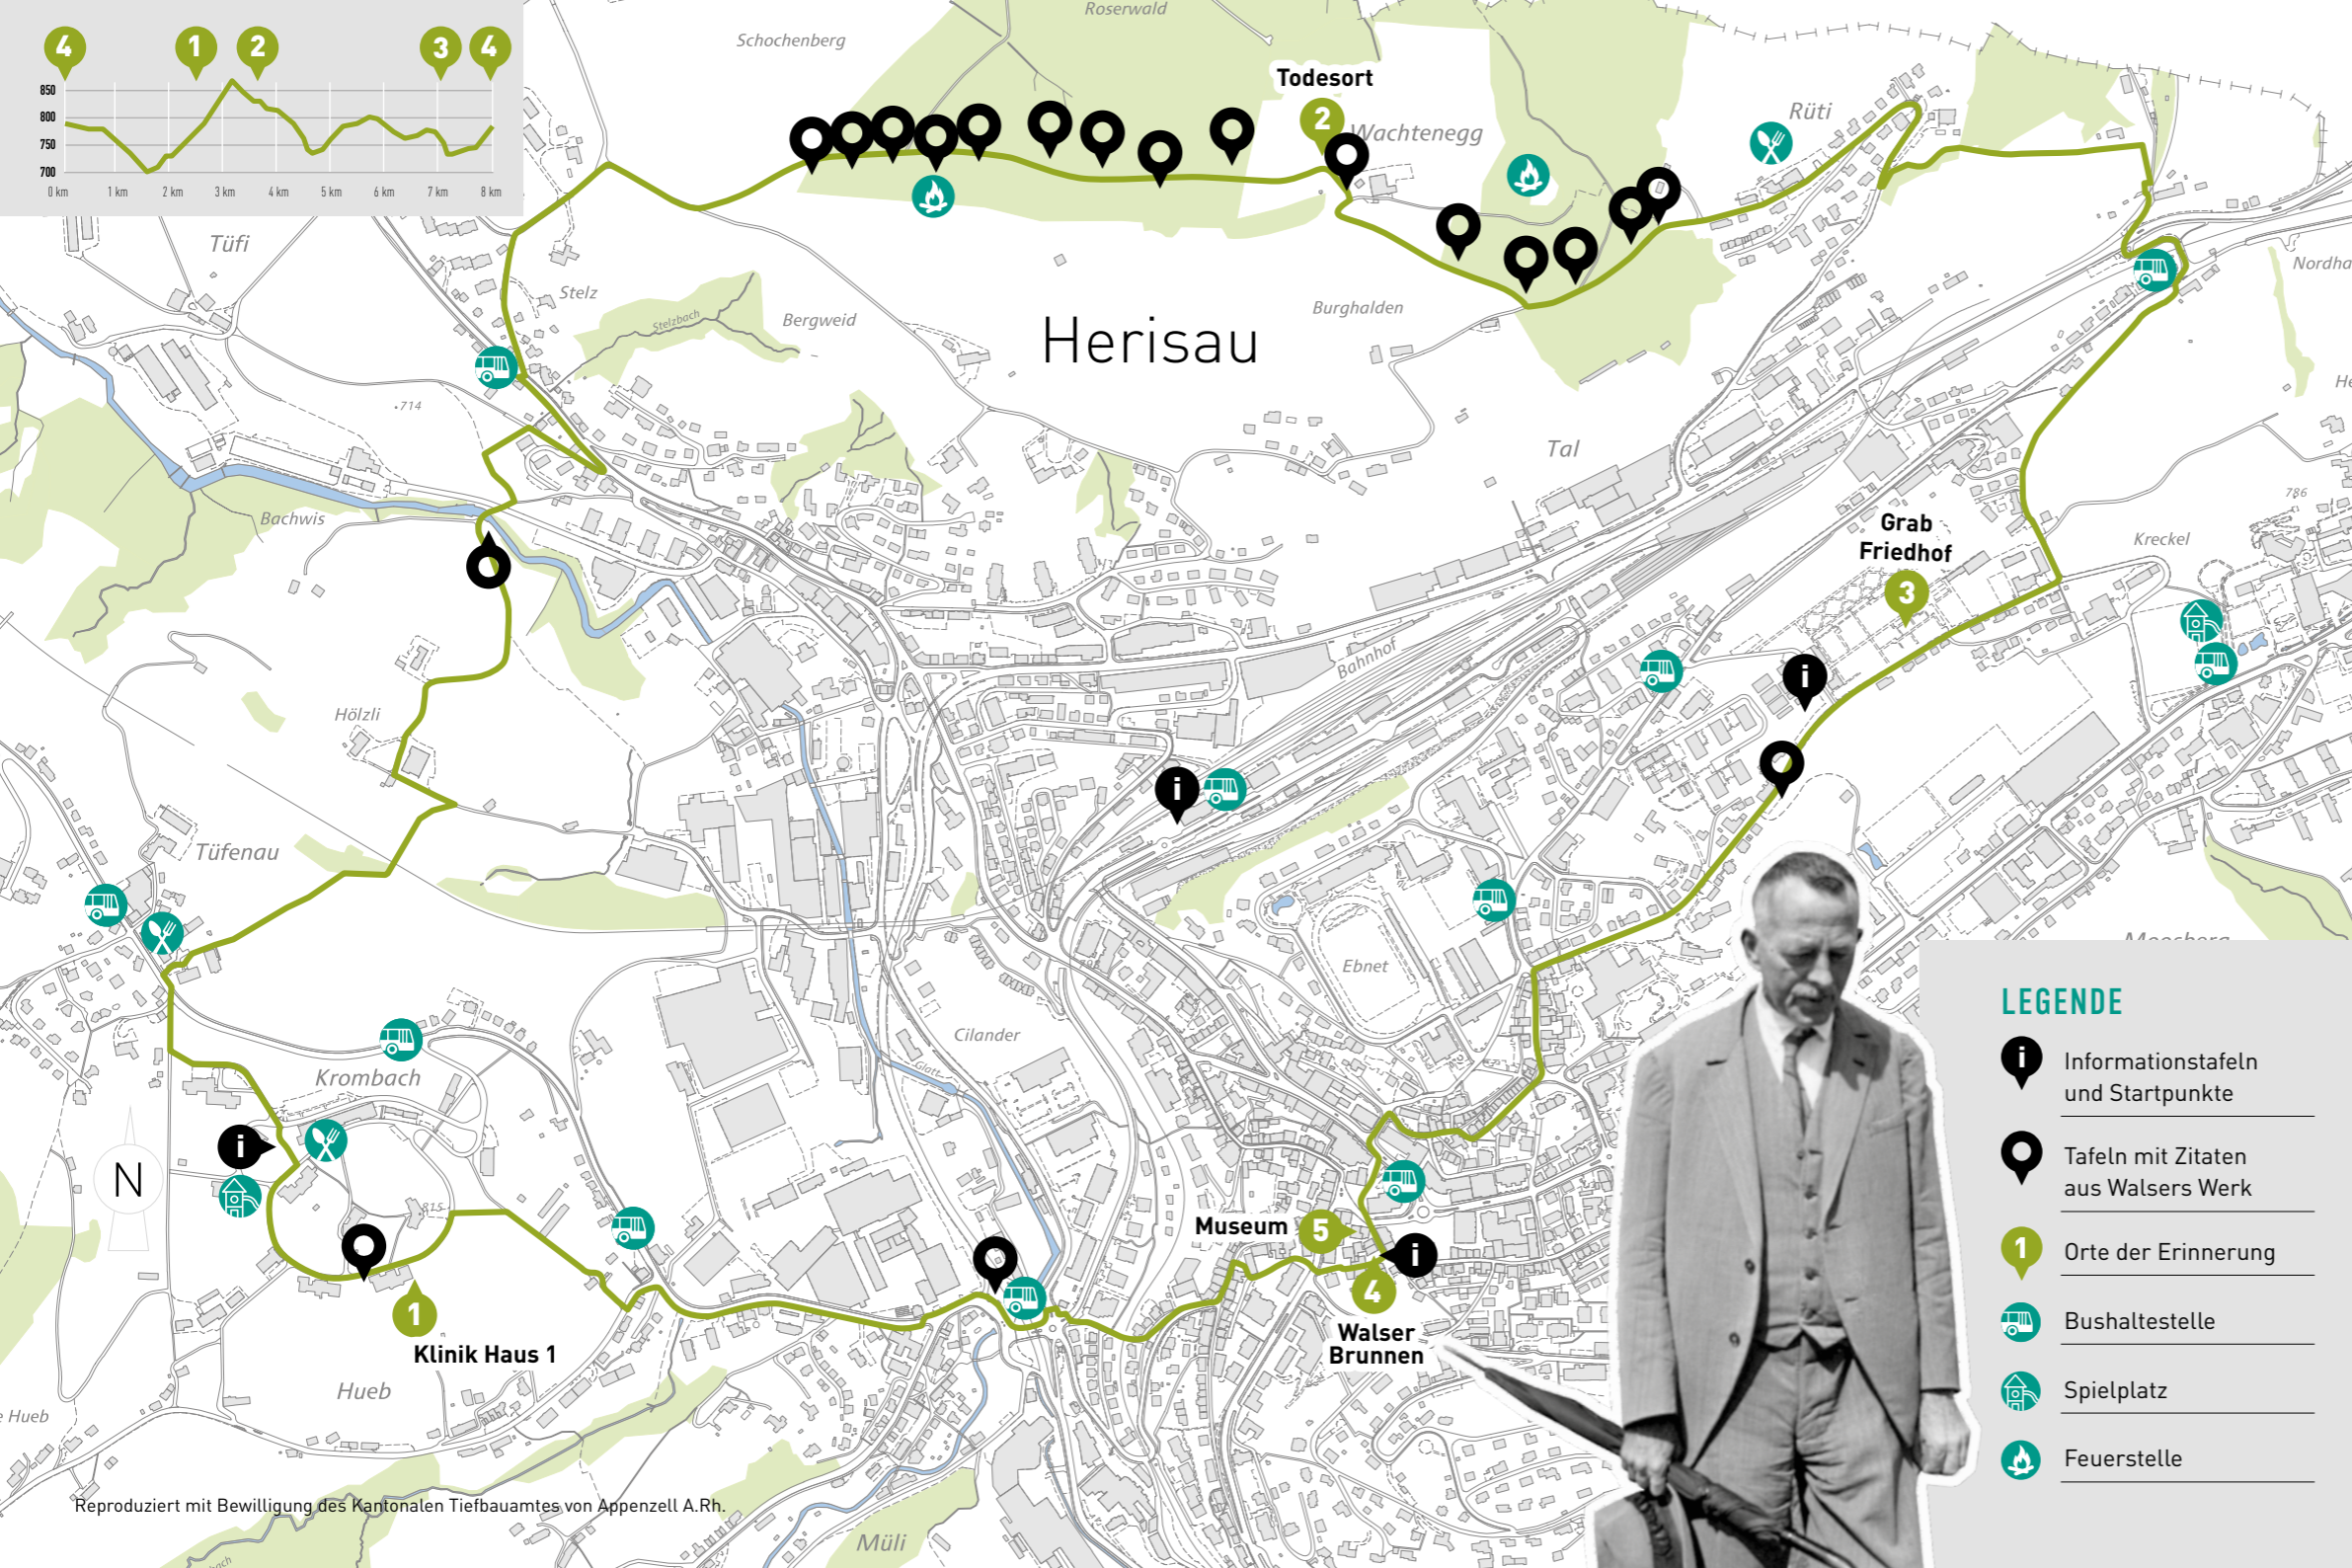 4
1
2
3
4
850
800
750
700
0 km
1 km
2 km
3 km
4 km
5 km
6 km
7 km
8 km
Roserwald
Schochenberg
Todesort
2
Wachtenegg
Rüti
Tüfi
Stelz
Stelzbach
Bergweid
Burghalden
Herisau
714
Tal
Bachwis
786
Kreckel
Grab
Friedhof
3
Bahnhof
i
i
Hölzli
Tüfenau
Ebnet
Cilander
Glatt
Krombach
i
N
815
1
Klinik Haus 1
Hueb
Hueb
Museum
5
i
4
Walser
Brunnen
Müli
Reproduziert mit Bewilligung des Kantonalen Tiefbauamtes von Appenzell A.Rh.
LEGENDE
i
Informationstafeln
und Startpunkte
Tafeln mit Zitaten
aus Walsers Werk
1
Orte der Erinnerung
Bushaltestelle
Spielplatz
Feuerstelle